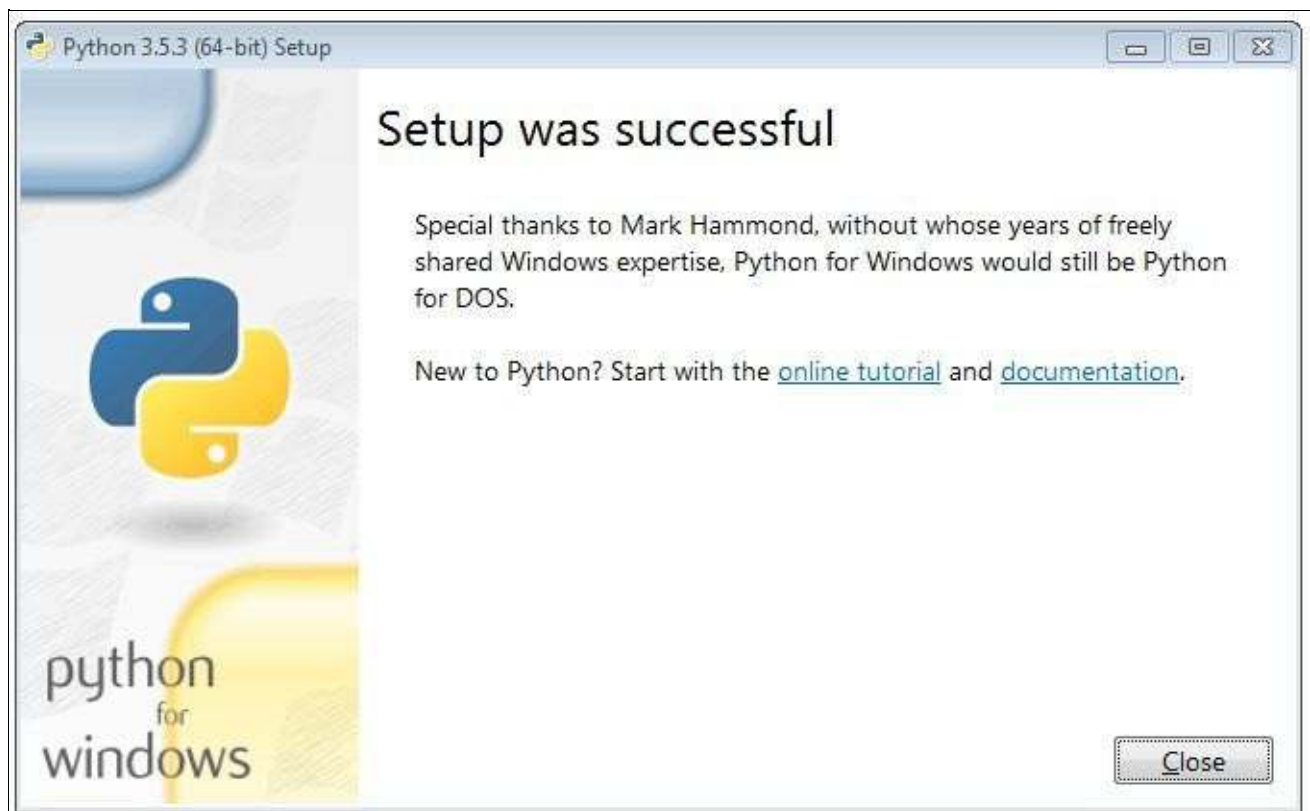 Python 3.5.3 (64-bit) Setup
Setup was successful
Special thanks to Mark Hammond, without whose years of freely
shared Windows expertise, Python for Windows would still be Python
for DOS.
New to Python? Start with the online tutorial and documentation.
python
for
windows
Close